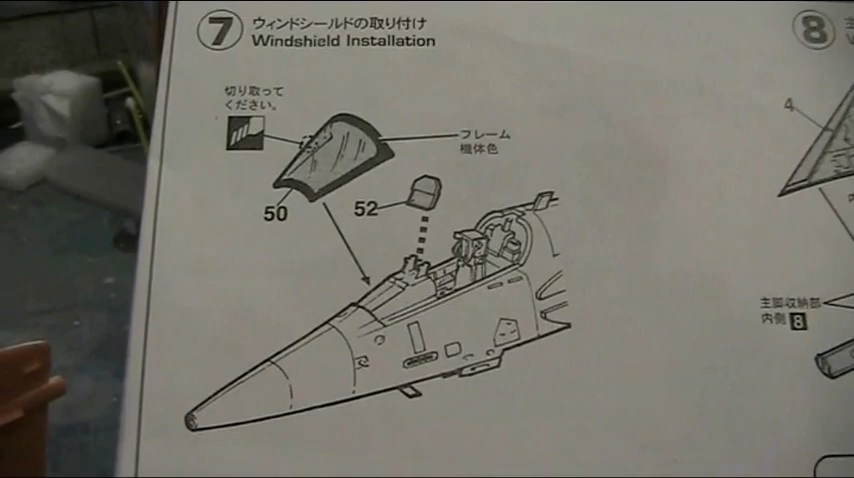 7 ウィンドシールドの取り付け
Windshield Installation
切り取って
ください。
フレーム
機体色
50
52
8
4
主脚収納部
内側 8